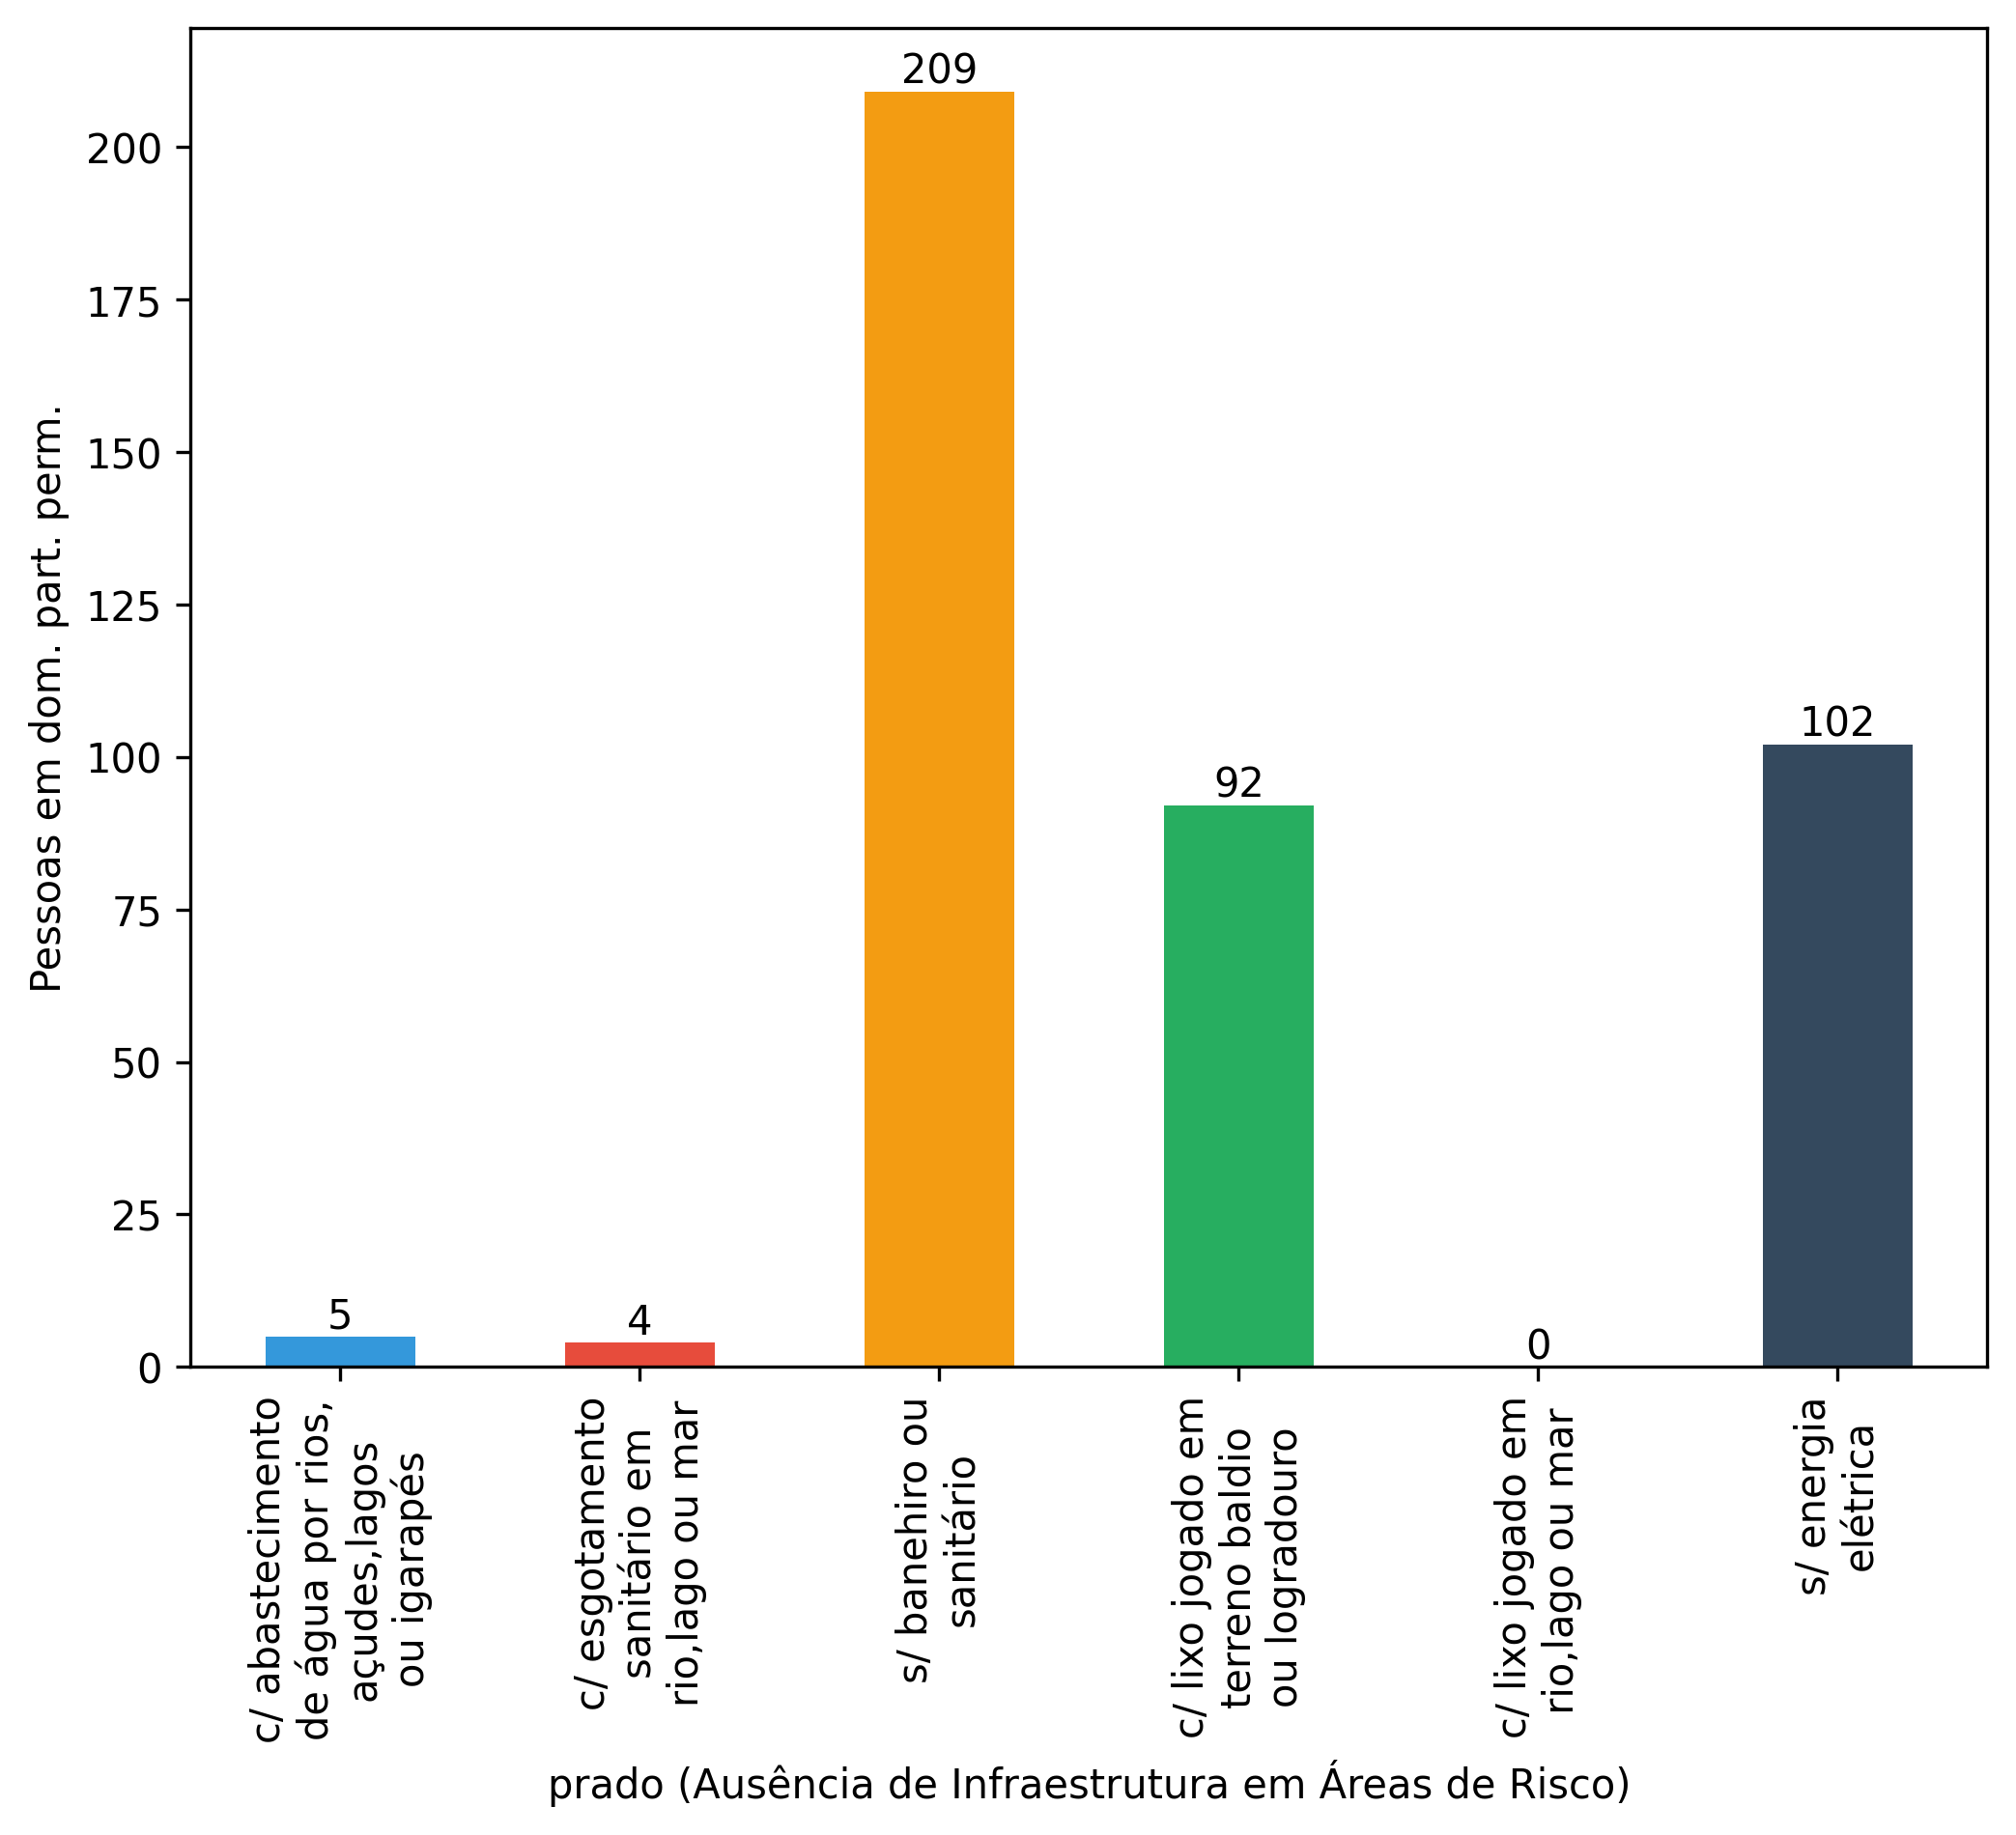 Pessoas em dom. part. perm.
200
175
150
125
100
75
50
25
0
5
4
209
92
0
102
c/ abastecimento
de água por rios,
açudes,lagos
ou igarapés
c/ esgotamento
sanitário em
rio,lago ou mar
s/ banehiro ou
sanitário
c/ lixo jogado em
terreno baldio
ou logradouro
c/ lixo jogado em
rio,lago ou mar
s/ energia
elétrica
prado (Ausência de Infraestrutura em Áreas de Risco)